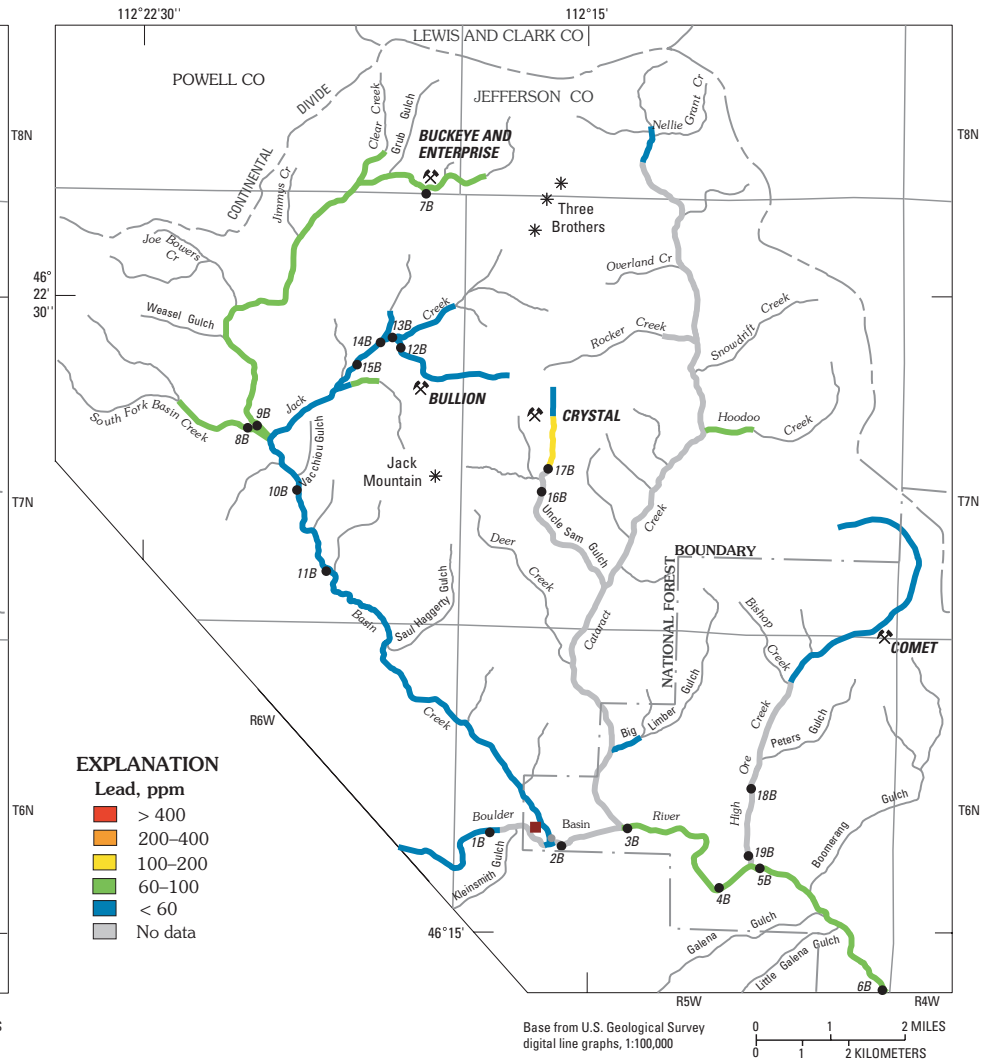 112°22'30"
112°15'
LEWIS AND CLARK CO
POWELL CO
JEFFERSON CO
CONTINENTAL DIVIDE
T8N
T8N
Clear Creek
Grub Gulch
Nellie Grant Cr
BUCKEYE AND
ENTERPRISE
7B
Jimmys Cr
Three
Brothers
Joe Bowers
Cr
Overland Cr
46°
22'
30"
Weasel Gulch
Creek
13B
14B
12B
15B
Rocker Creek
Snowdrift Creek
BULLION
Jack
South Fork Basin Creek
9B
8B
CRYSTAL
Hoodoo Creek
Vacchiou Gulch
Jack
Mountain
17B
16B
10B
T7N
T7N
Uncle Sam Gulch
Creek
Deer Creek
BOUNDARY
NATIONAL FOREST
11B
Basin
Saul Haggerty Gulch
Cataract
Bishop Creek
COMET
Creek
R6W
Big Limber Gulch
Creek
Peters Gulch
Ore
EXPLANATION
Lead, ppm
> 400
200–400
100–200
60–100
< 60
No data
T6N
T6N
18B
High
Gulch
Boomerang
Boulder
Basin
River
1B
2B
3B
19B
5B
4B
Kleinsmith Gulch
46°15'
Galena Gulch
Little Galena Gulch
6B
R5W
R4W
Base from U.S. Geological Survey
digital line graphs, 1:100,000
0 1 2 MILES
0 1 2 KILOMETERS
S